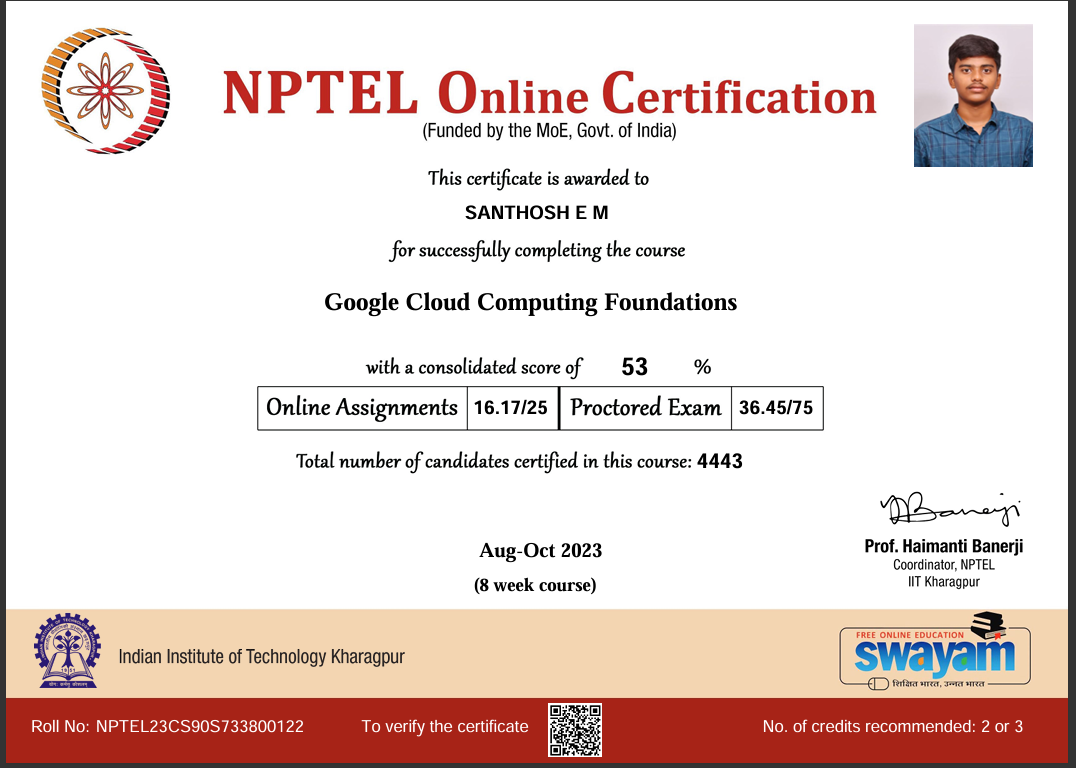 NPTEL Online Certification
(Funded by the MoE, Govt. of India)
This certificate is awarded to
SANTHOSH E M
for successfully completing the course
Google Cloud Computing Foundations
with a consolidated score of 53 %
Online Assignments 16.17/25 Proctored Exam 36.45/75
Total number of candidates certified in this course: 4443
Aug-Oct 2023
(8 week course)
Banerji
Prof. Haimanti Banerji
Coordinator, NPTEL
IIT Kharagpur
Indian Institute of Technology Kharagpur
FREE ONLINE EDUCATION
swayam
शिक्षित भारत, उन्नत भारत
Roll No: NPTEL23CS90S733800122
To verify the certificate
No. of credits recommended: 2 or 3